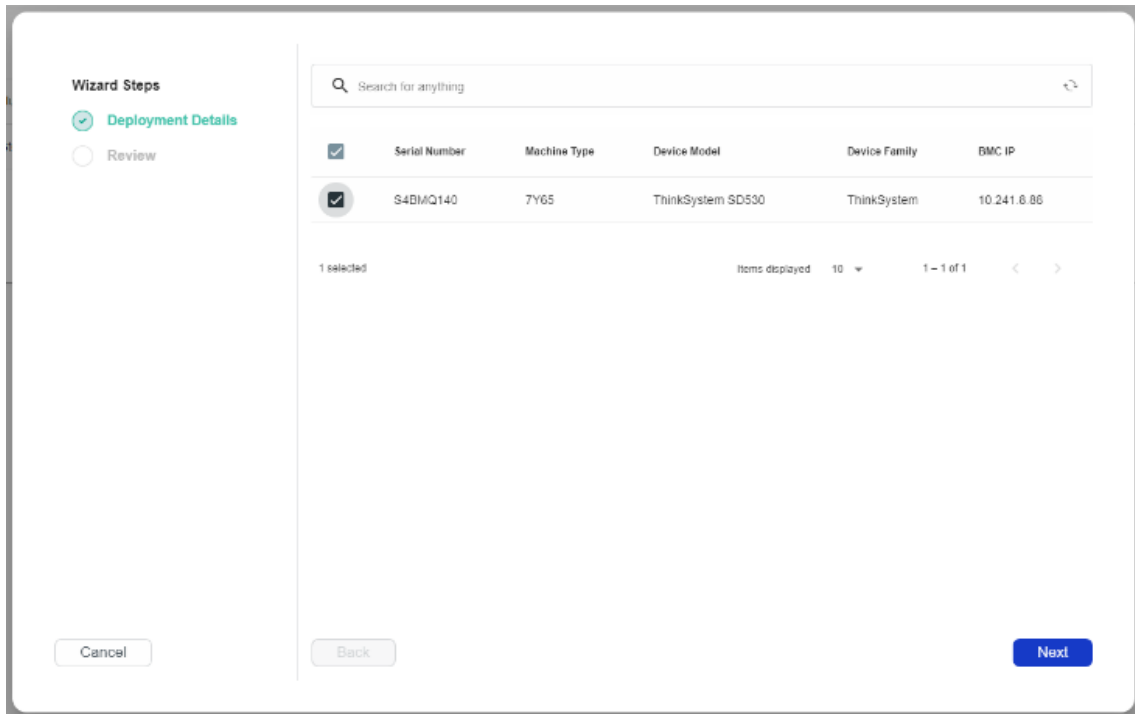 Wizard Steps
Deployment Details
Review
Search for anything
Serial Number Machine Type Device Model Device Family BMC IP
S4BMQ140 7Y65 ThinkSystem SD530 ThinkSystem 10.241.8.86
1 selected Items displayed 10 1 – 1 of 1
Cancel Back Next